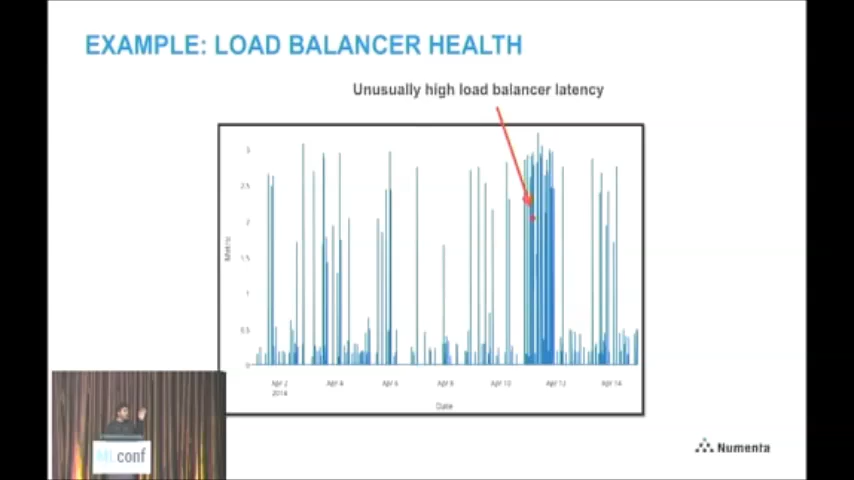 EXAMPLE: LOAD BALANCER HEALTH
Unusually high load balancer latency
3
2.5
2
1.5
1
0.5
0
Metric
Apr 2 Apr 4 Apr 6 Apr 8 Apr 10 Apr 12 Apr 14
2014
Date
ML conf
Numenta